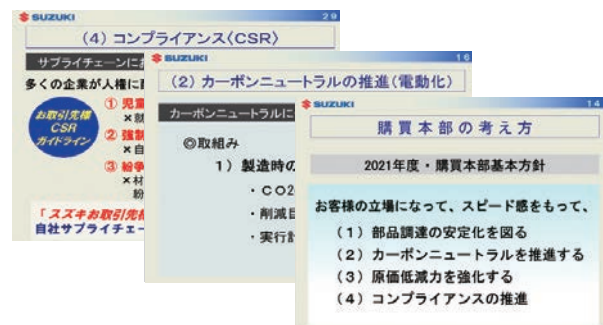 SUZUKI
29
（4）コンプライアンス〈CSR〉
サプライチェーンに
多くの企業が人権に
お取引先様
CSR
ガイドライン
① 児童
② 強制
×自
③ 紛争
×材
紛
「スズキお取引先様
自社サプライチェー
SUZUKI
16
（2）カーボンニュートラルの推進（電動化）
カーボンニュートラルに
◎取組み
1）製造時の
・CO2
・削減目
・実行計
SUZUKI
14
購買本部の考え方
2021年度・購買本部基本方針
お客様の立場になって、スピード感をもって、
（1）部品調達の安定化を図る
（2）カーボンニュートラルを推進する
（3）原価低減力を強化する
（4）コンプライアンスの推進